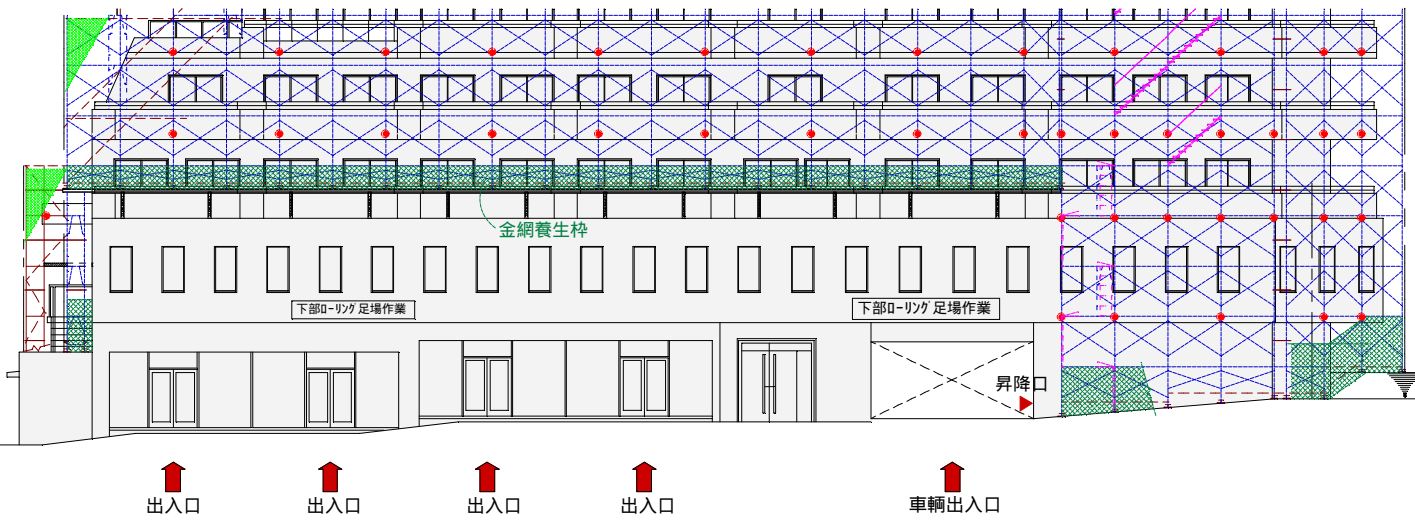 金網養生枠
下部ローリング足場作業
下部ローリング足場作業
昇降口
出入口
出入口
出入口
出入口
車輌出入口